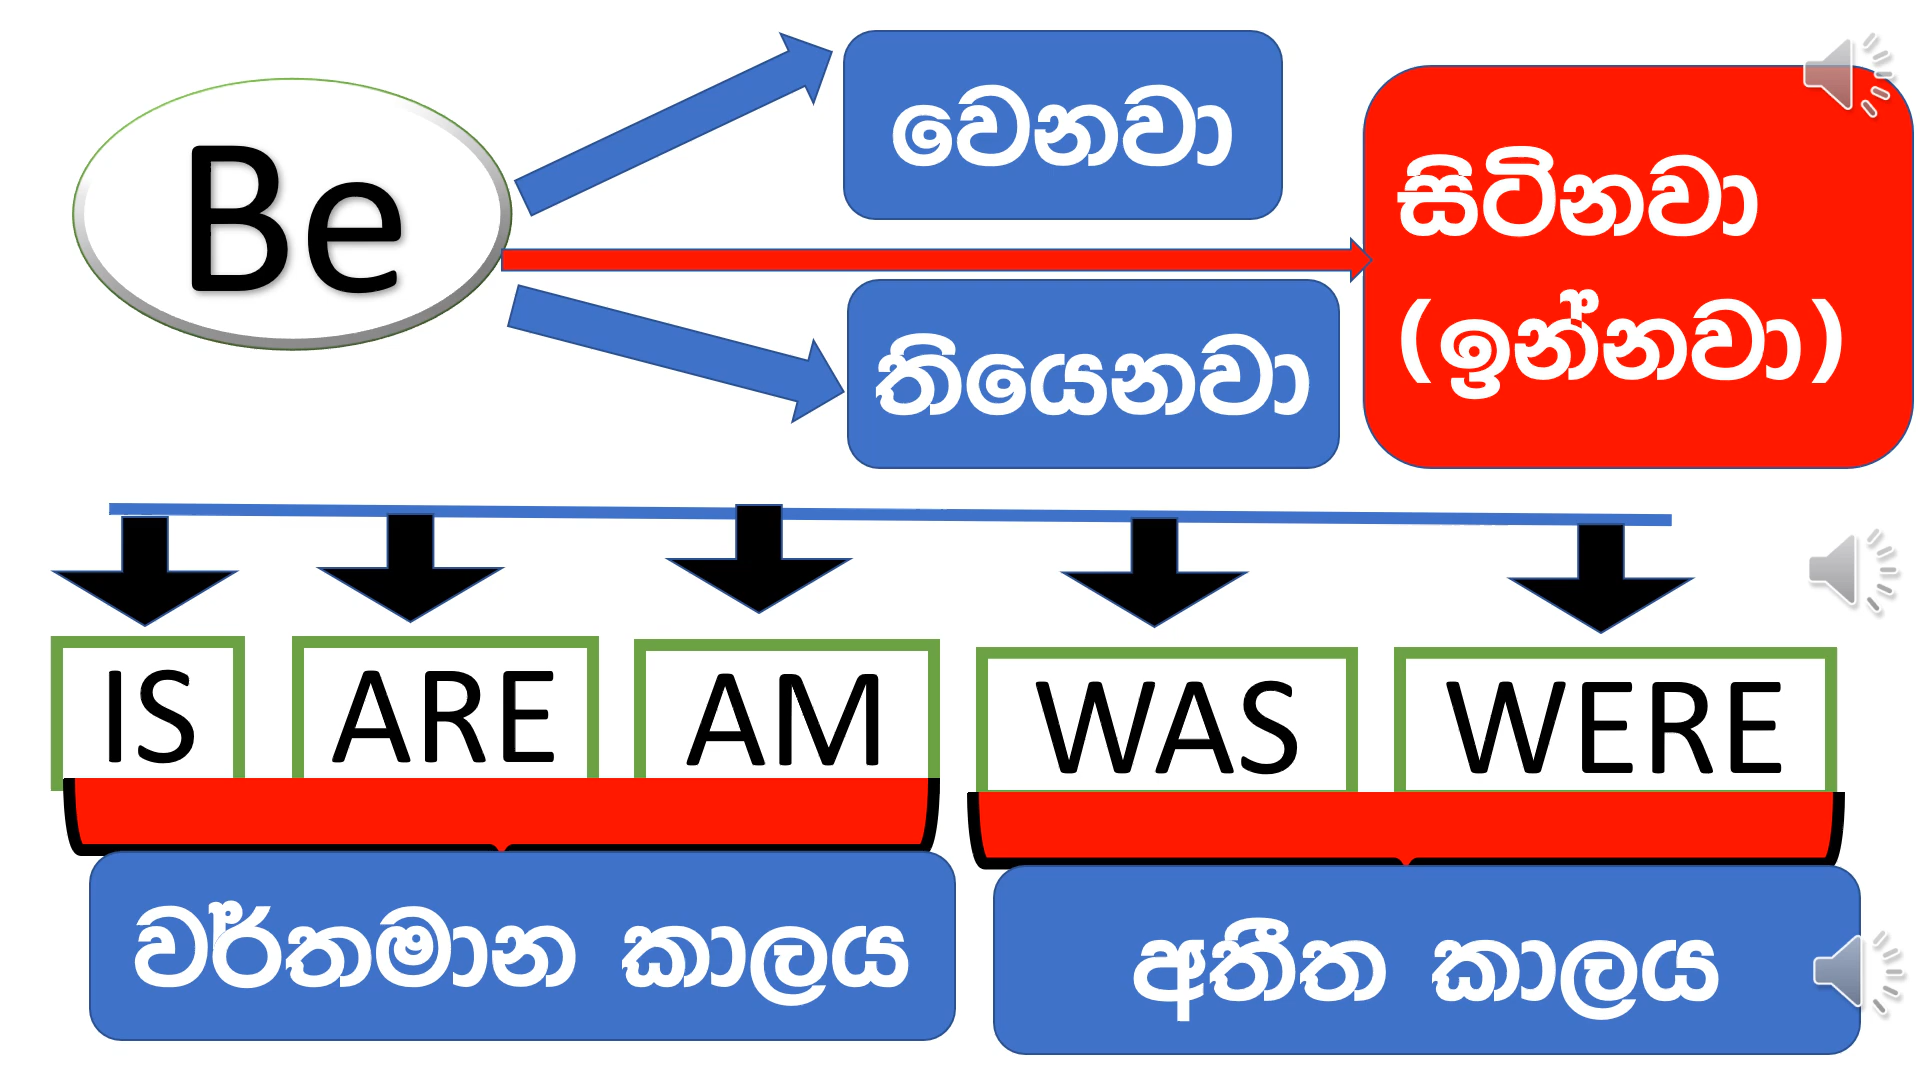 Be
වෙනවා
සිටිනවා
(ඉන්නවා)
තියෙනවා
IS ARE AM WAS WERE
වර්තමාන කාලය
අතීත කාලය